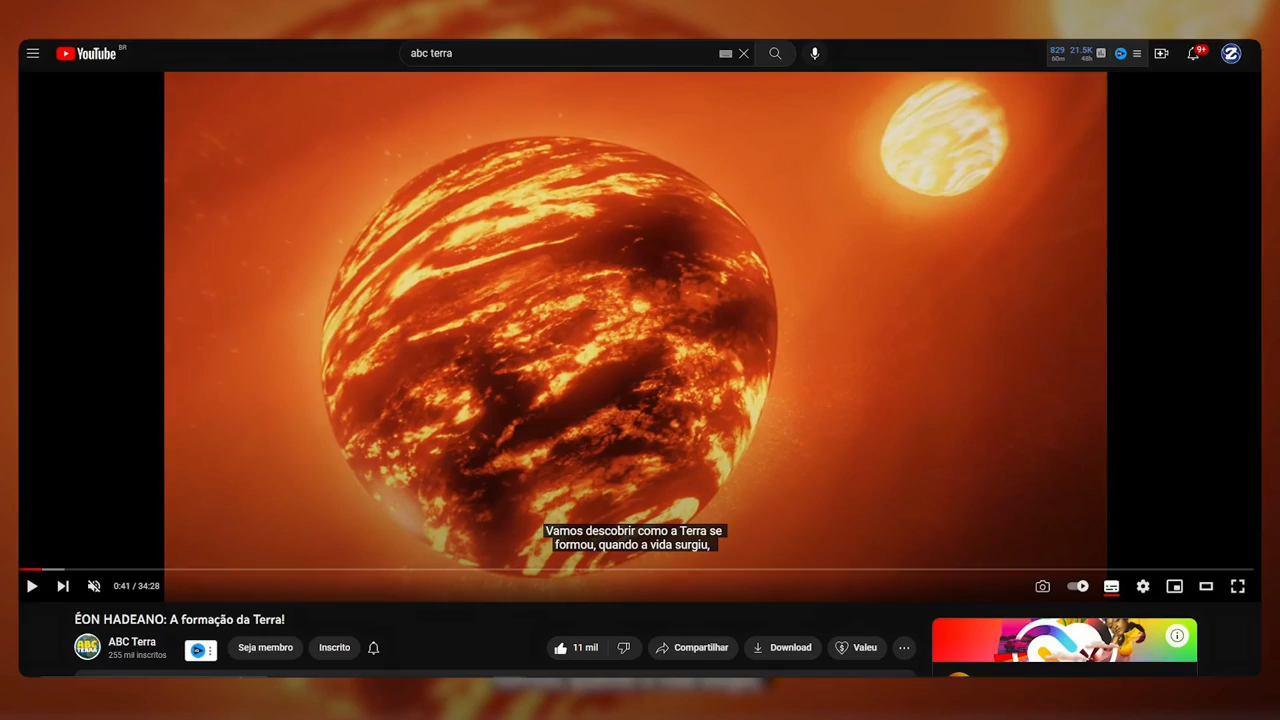 YouTube BR
abc terra
829 21.5K
60m 48h
9+
Z
Vamos descobrir como a Terra se
formou, quando a vida surgiu,
0:41 / 34:28
ÉON HADEANO: A formação da Terra!
ABC
TERRA
ABC Terra
255 mil inscritos
Seja membro
Inscrito
11 mil
Compartilhar
Download
Valeu